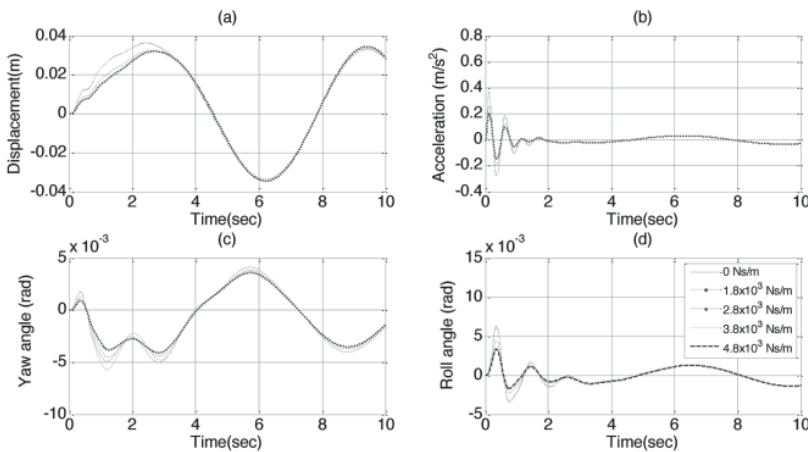 (a)
0.04
0.02
0
-0.02
-0.04
Displacement(m)
0 2 4 6 8 10
Time(sec)
(b)
0.8
0.6
0.4
0.2
0
-0.2
-0.4
Acceleration (m/s²)
0 2 4 6 8 10
Time(sec)
(c)
x 10⁻³
5
0
-5
-10
Yaw angle (rad)
0 2 4 6 8 10
Time(sec)
(d)
x 10⁻³
15
10
5
0
-5
Roll angle (rad)
0 Ns/m
1.8x10³ Ns/m
2.8x10³ Ns/m
3.8x10³ Ns/m
4.8x10³ Ns/m
0 2 4 6 8 10
Time(sec)